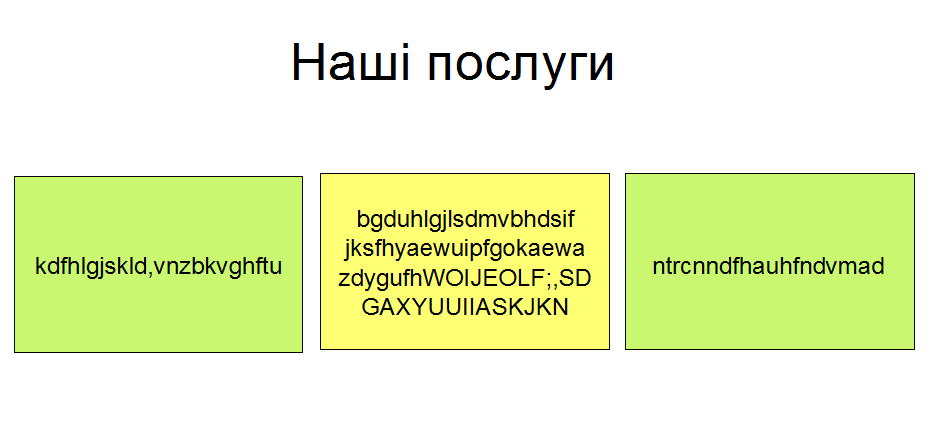 Наші послуги
kdfhlgjskld,vnzbkvghftu
bgduhlgjlsdmvbhdsif
jksfhyaewuipfgokaewa
zdygufhWOIJEOLF;,SD
GAXYUUIIASKJKN
ntrcnndfhauhfndvmad